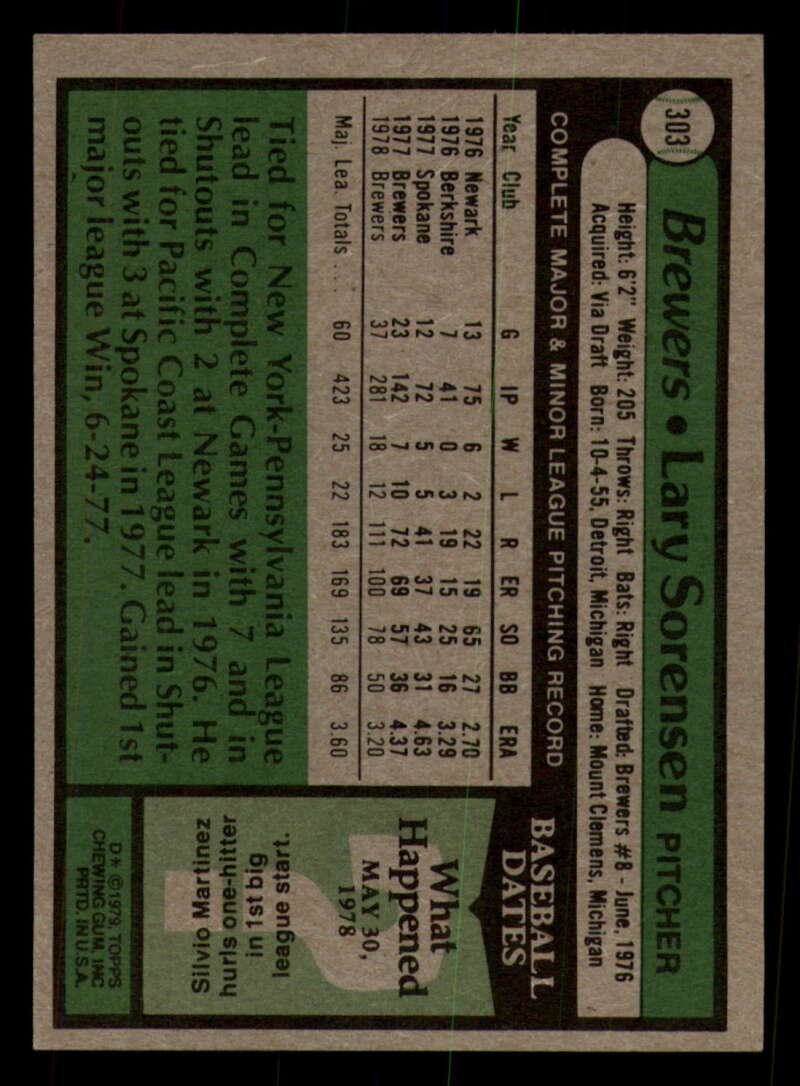 303
Brewers • Lary Sorensen PITCHER
Height: 6'2" Weight: 205 Throws: Right Bats: Right Drafted: Brewers #8 - June, 1976
Acquired: Via Draft Born: 10-4-55, Detroit, Michigan Home: Mount Clemens, Michigan
COMPLETE MAJOR & MINOR LEAGUE PITCHING RECORD
Year Club G IP W L R ER SO BB ERA
1976 Newark 13 75 6 2 22 19 65 27 2.70
1976 Berkshire 7 41 0 3 19 15 25 16 3.29
1977 Spokane 12 72 5 5 41 37 43 31 4.63
1977 Brewers 23 142 7 10 72 69 57 36 4.37
1978 Brewers 37 281 18 12 111 100 78 50 3.20
Maj. Lea. Totals . . . 60 423 25 22 183 169 135 86 3.60
Tied for New York-Pennsylvania League
lead in Complete Games with 7 and in
Shutouts with 2 at Newark in 1976. He
tied for Pacific Coast League lead in Shut-
outs with 3 at Spokane in 1977. Gained 1st
major league Win, 6-24-77.
BASEBALL
DATES
What
Happened
MAY 30,
1978
Silvio Martinez
hurls one-hitter
in 1st big
league start.
D* ©1979, TOPPS
CHEWING GUM, INC
PRTD. IN U.S.A.